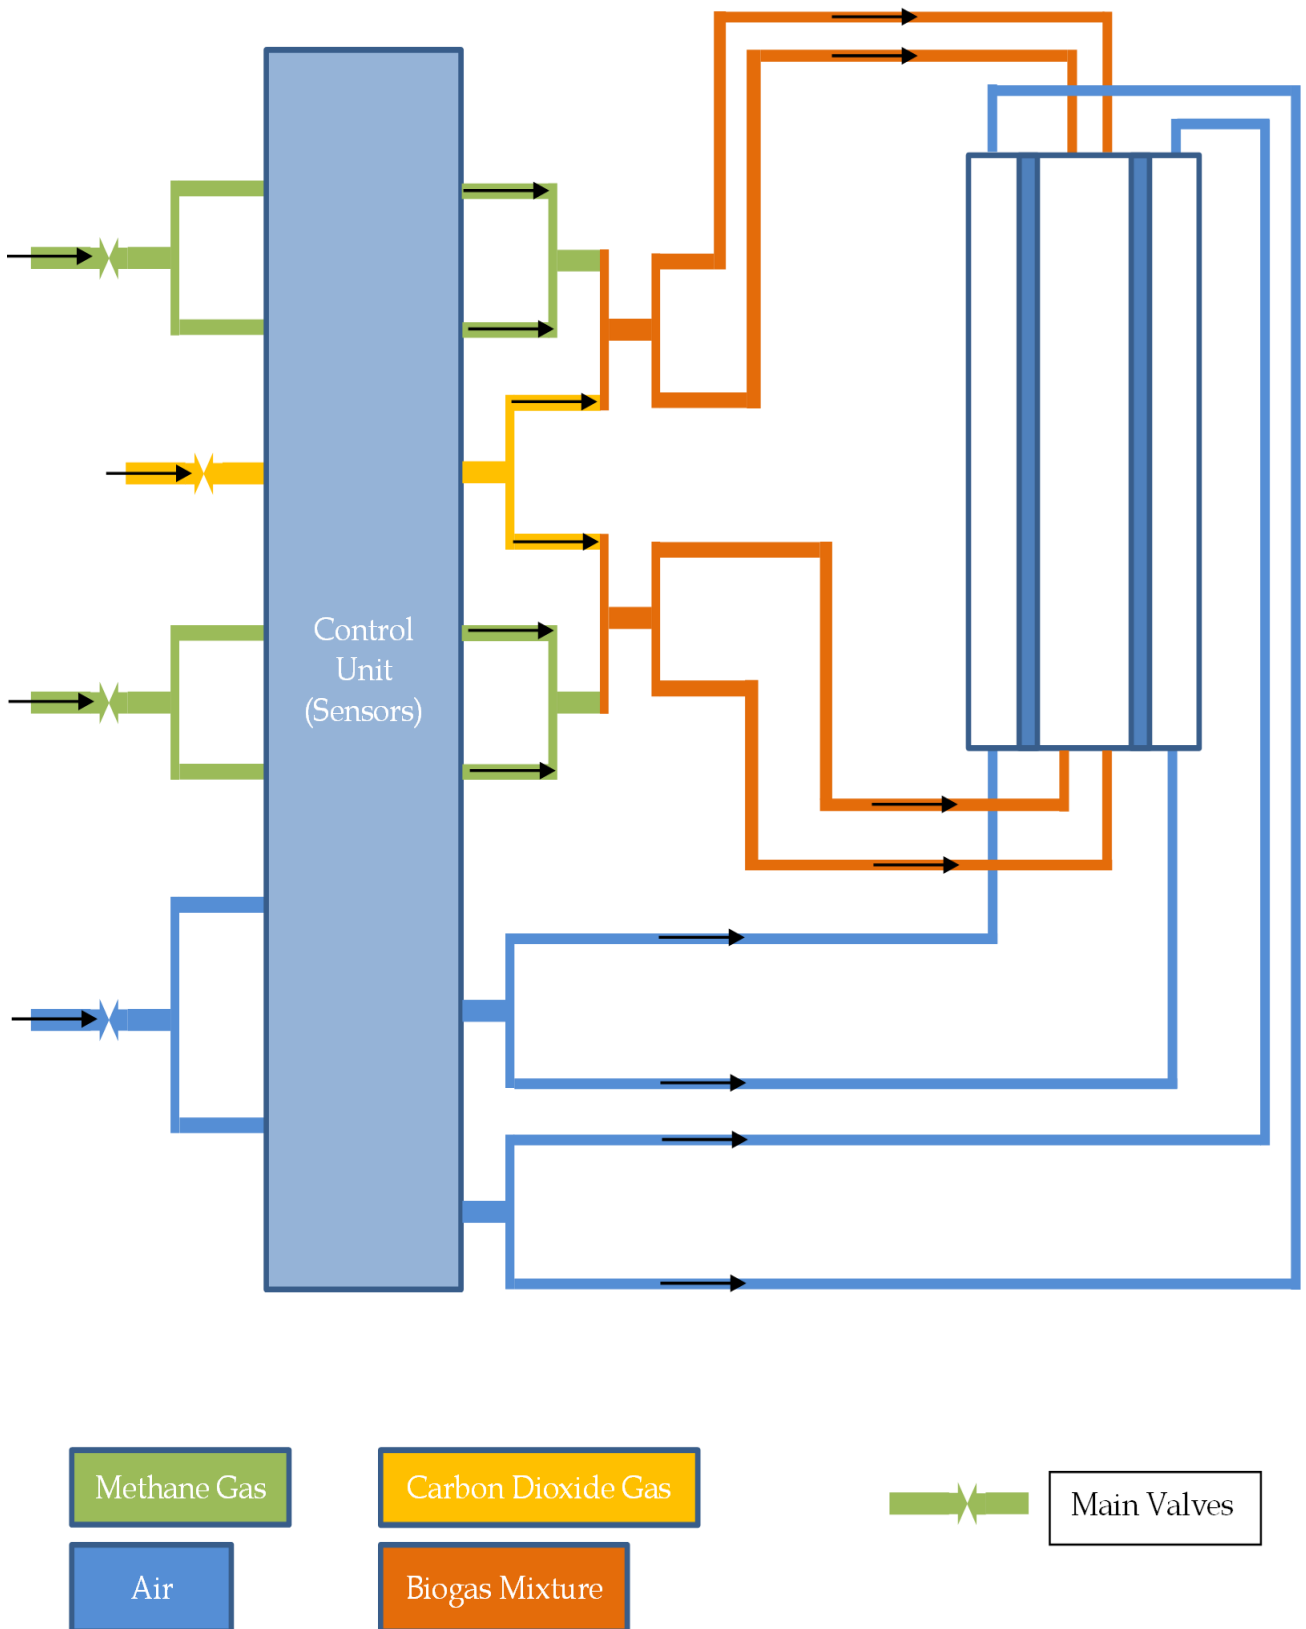 Control
Unit
(Sensors)
Methane Gas
Carbon Dioxide Gas
Main Valves
Air
Biogas Mixture